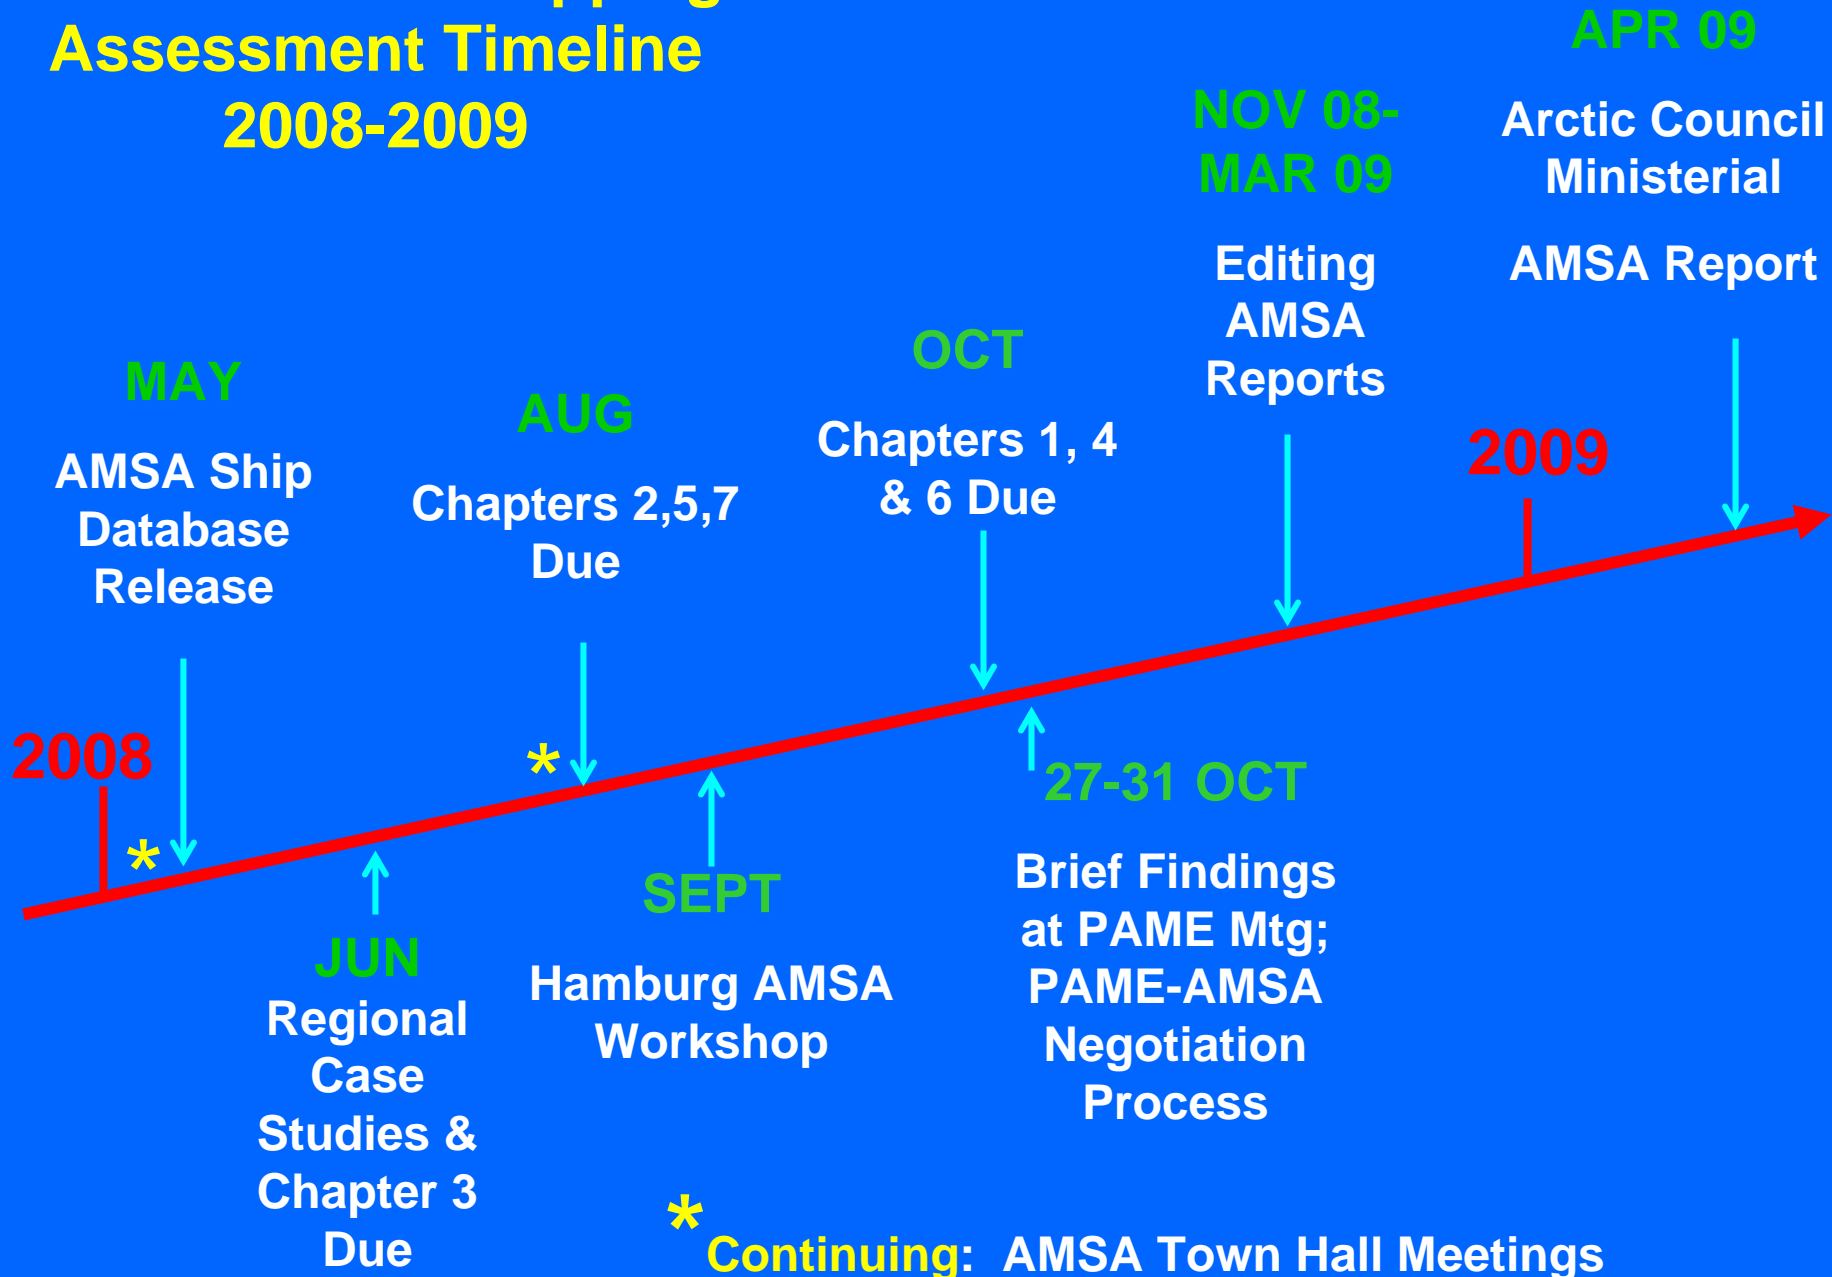 Assessment Timeline
2008-2009
APR 09
Arctic Council
Ministerial
AMSA Report
NOV 08-
MAR 09
Editing
AMSA
Reports
OCT
Chapters 1, 4
& 6 Due
MAY
AMSA Ship
Database
Release
AUG
Chapters 2,5,7
Due
2009
2008
*
*
JUN
Regional
Case
Studies &
Chapter 3
Due
SEPT
Hamburg AMSA
Workshop
27-31 OCT
Brief Findings
at PAME Mtg;
PAME-AMSA
Negotiation
Process
*Continuing: AMSA Town Hall Meetings